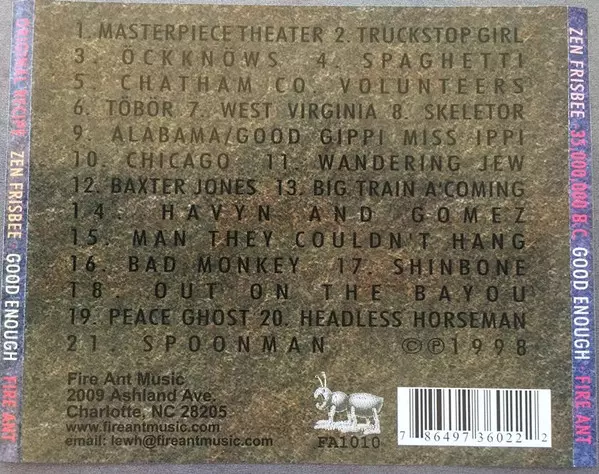 1. MASTERPIECE THEATER 2. TRUCKSTOP GIRL
3. ÖCKKNOWS 4. SPAGHETTI
5. CHATHAM CO. VOLUNTEERS
6. TÖBOR 7. WEST VIRGINIA 8. SKELETOR
9. ALABAMA/GOOD GIPPI MISS IPPI
10. CHICAGO 11. WANDERING JEW
12. BAXTER JONES 13. BIG TRAIN A'COMING
14. HAVYN AND GOMEZ
15. MAN THEY COULDN'T HANG
16. BAD MONKEY 17. SHINBONE
18. OUT ON THE BAYOU
19. PEACE GHOST 20. HEADLESS HORSEMAN
21. SPOONMAN ©℗1998
Fire Ant Music
2009 Ashland Ave.
Charlotte, NC 28205
www.fireantmusic.com
email: lewh@fireantmusic.com
FA1010
7 86497 36022 2
ZEN FRISBEE GOOD ENOUGH FIRE ANT
ZEN FRISBEE 35,000,000 B.C. GOOD ENOUGH FIRE ANT